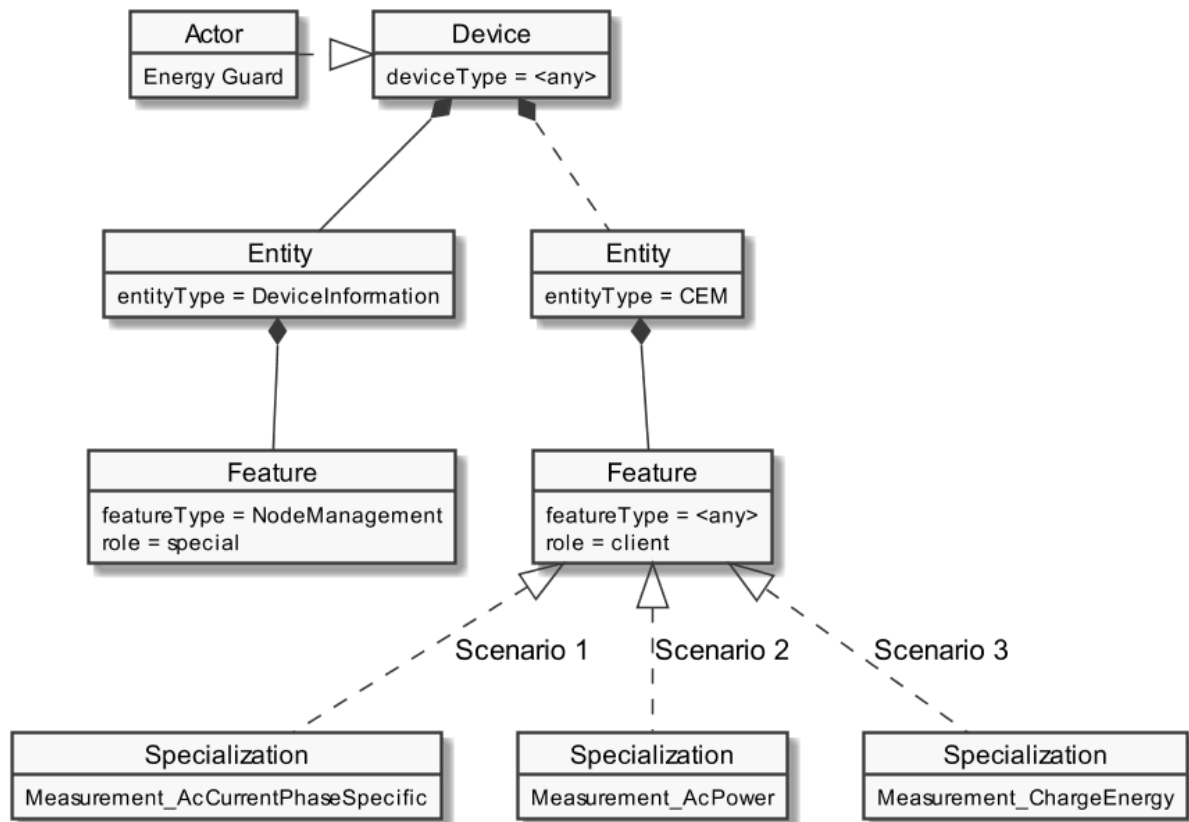 Actor
Energy Guard
Device
deviceType = <any>
Entity
entityType = DeviceInformation
Entity
entityType = CEM
Feature
featureType = NodeManagement
role = special
Feature
featureType = <any>
role = client
Scenario 1
Scenario 2
Scenario 3
Specialization
Measurement_AcCurrentPhaseSpecific
Specialization
Measurement_AcPower
Specialization
Measurement_ChargeEnergy